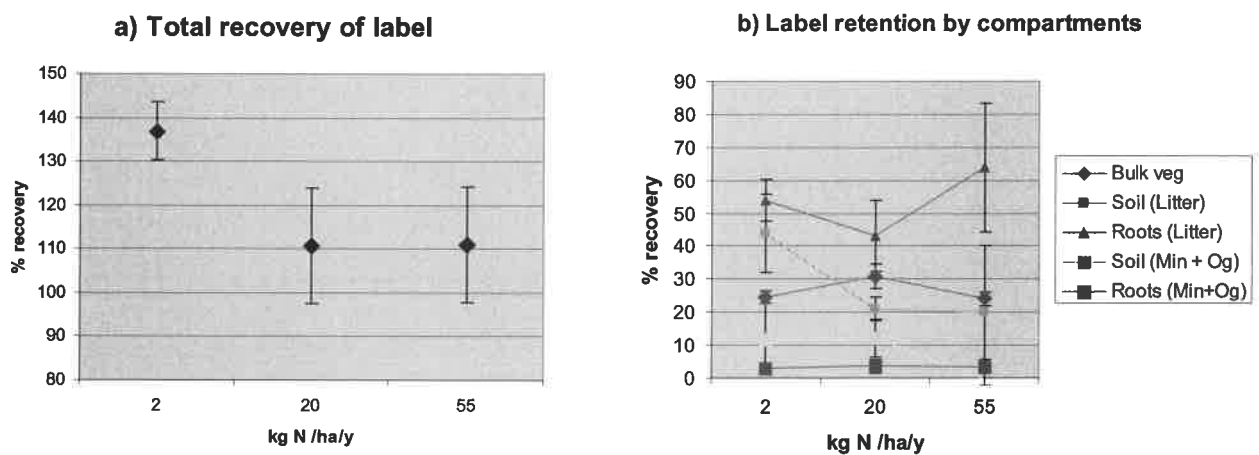 a) Total recovery of label
150
140
130
120
110
100
90
80
% recovery
2 20 55
kg N /ha/y
b) Label retention by compartments
90
80
70
60
50
40
30
20
10
0
% recovery
2 20 55
kg N /ha/y
Bulk veg
Soil (Litter)
Roots (Litter)
Soil (Min + Og)
Roots (Min+Og)